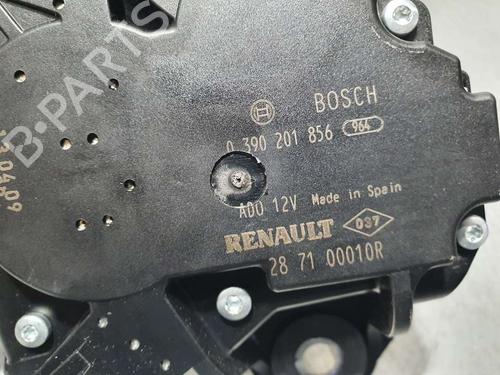 B-PARTS
BOSCH
0 390 201 856 964
ADO 12V Made in Spain
RENAULT 037
28 71 00010R